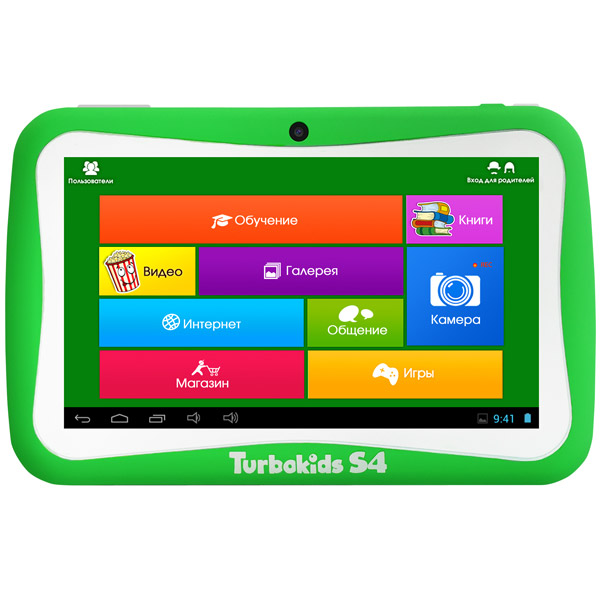 Пользователи
Вход для родителей
Обучение
Книги
Видео
Галерея
Камера
Интернет
Общение
Магазин
Игры
9:41
Turbokids S4